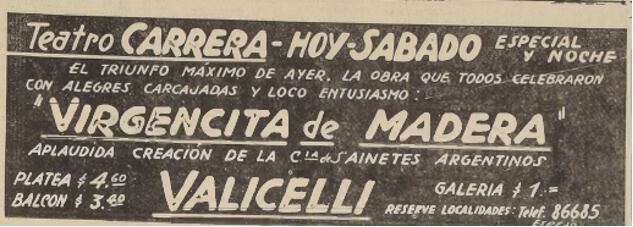 Teatro CARRERA - HOY - SABADO ESPECIAL Y NOCHE
EL TRIUNFO MÁXIMO DE AYER. LA OBRA QUE TODOS CELEBRARON
CON ALEGRES CARCAJADAS Y LOCO ENTUSIASMO:
"VIRGENCITA de MADERA"
APLAUDIDA CREACIÓN DE LA Cía de SAINETES ARGENTINOS
VALICELLI
PLATEA $ 4.60
BALCON $ 3.40
GALERIA $ 1.=
RESERVE LOCALIDADES: Telef. 86685